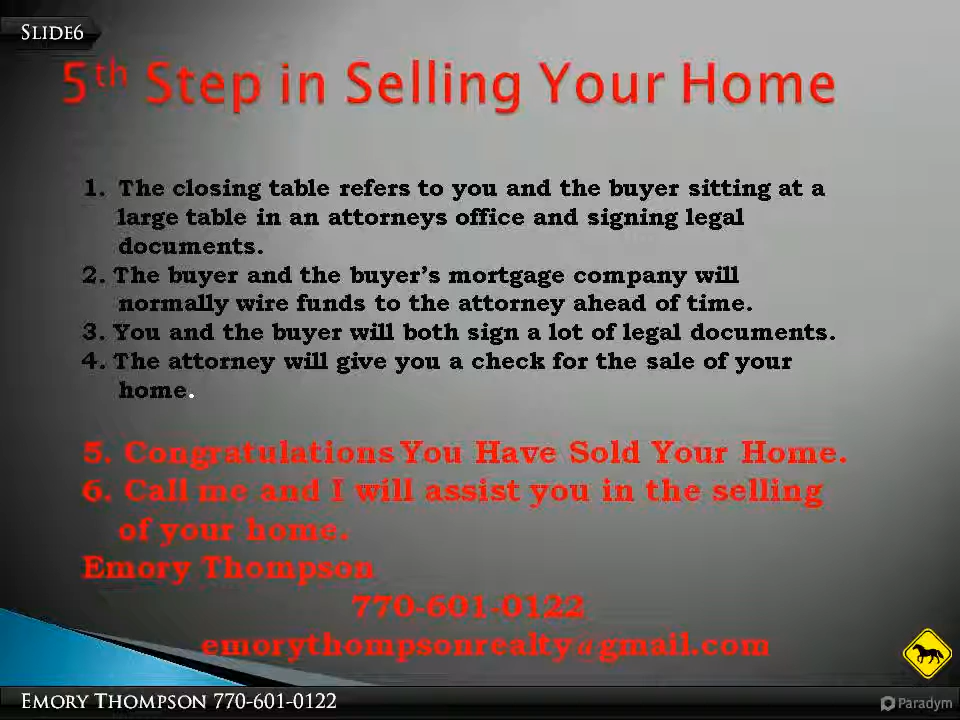 SLIDE6
5th Step in Selling Your Home
1. The closing table refers to you and the buyer sitting at a
large table in an attorneys office and signing legal
documents.
2. The buyer and the buyer's mortgage company will
normally wire funds to the attorney ahead of time.
3. You and the buyer will both sign a lot of legal documents.
4. The attorney will give you a check for the sale of your
home.
5. Congratulations You Have Sold Your Home.
6. Call me and I will assist you in the selling
of your home.
Emory Thompson
770-601-0122
emorythompsonrealty@gmail.com
EMORY THOMPSON 770-601-0122
Paradym